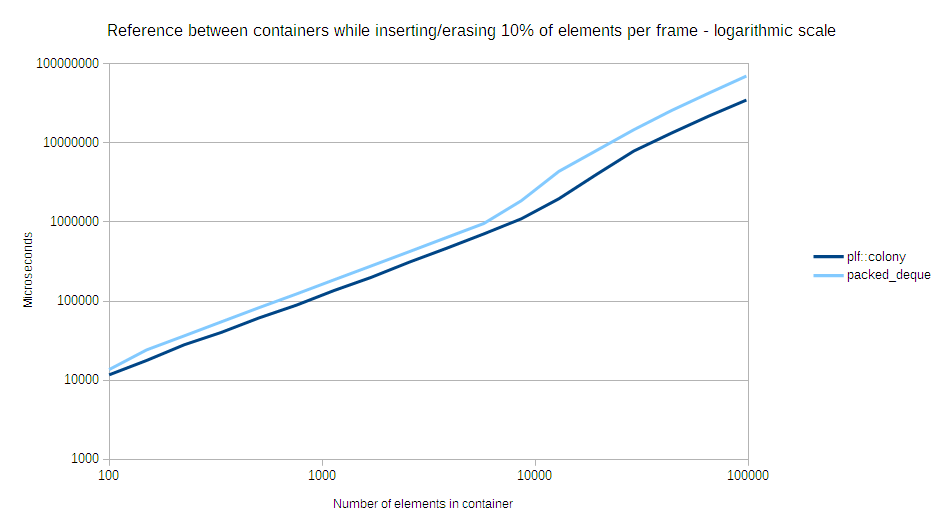 Reference between containers while inserting/erasing 10% of elements per frame - logarithmic scale
100000000
10000000
1000000
100000
10000
1000
Microseconds
100
1000
10000
100000
Number of elements in container
plf::colony
packed_deque